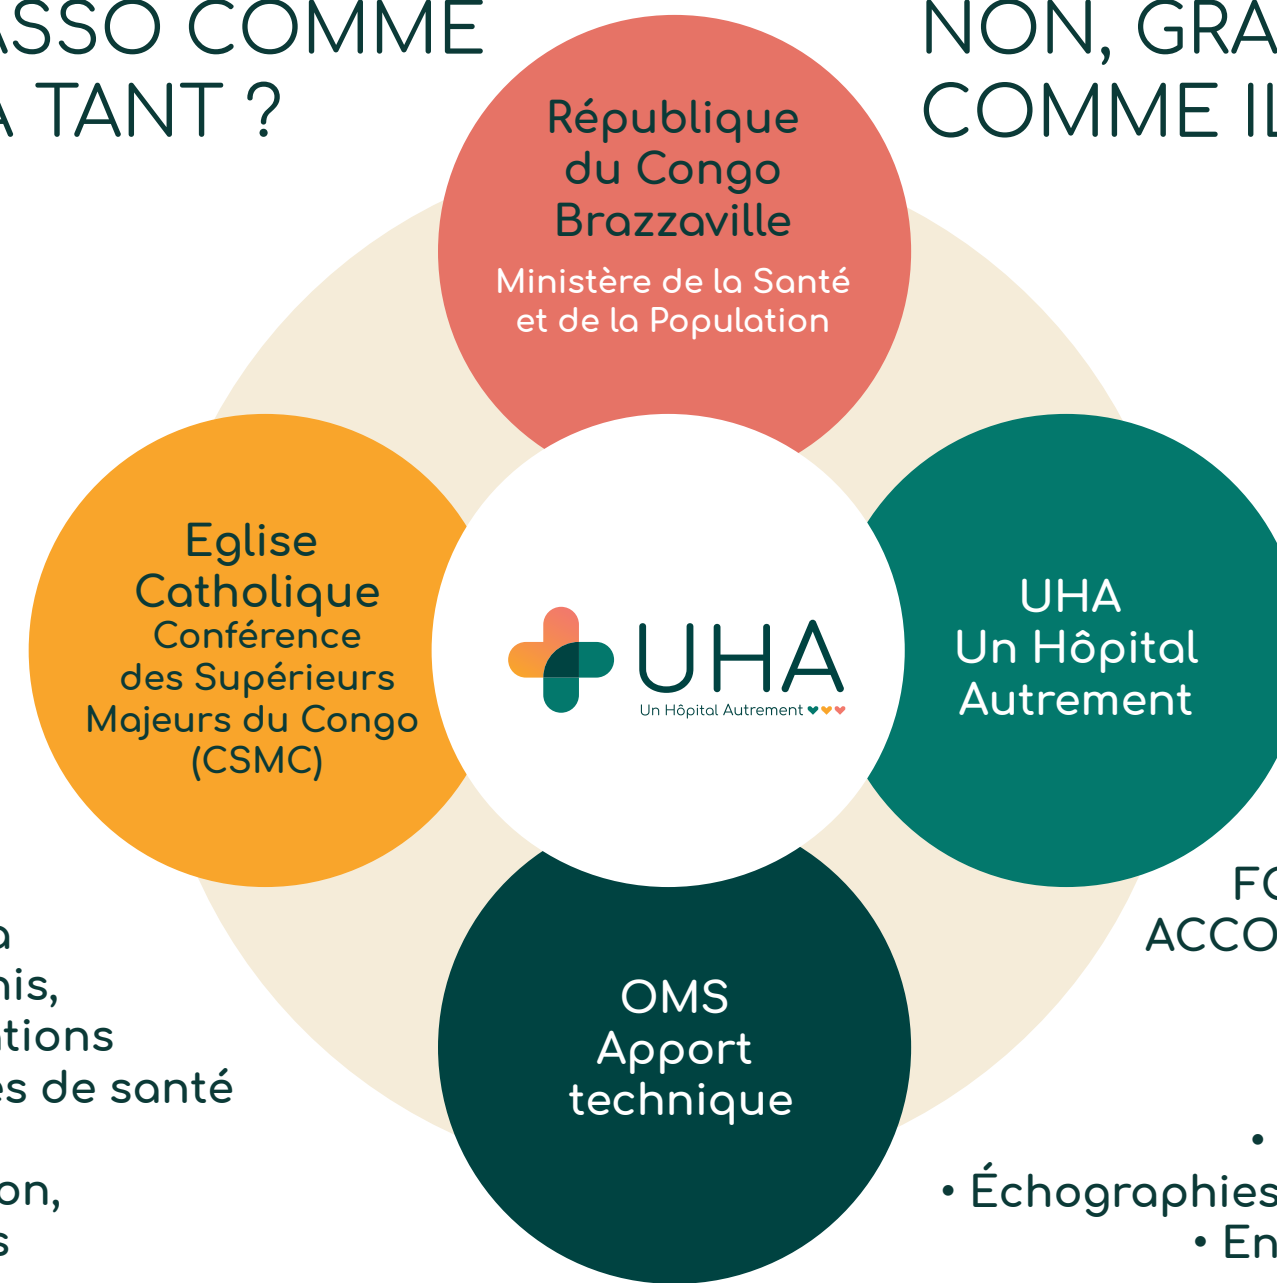 ASSO COMME
À TANT ?
NON, GRA
COMME IL
République
du Congo
Brazzaville
Ministère de la Santé
et de la Population
Eglise
Catholique
Conférence
des Supérieurs
Majeurs du Congo
(CSMC)
UHA
Un Hôpital Autrement
UHA
Un Hôpital
Autrement
OMS
Apport
technique
a
nis,
ations
es de santé
on,
s
FO
ACCO
•
• Échographies
• En